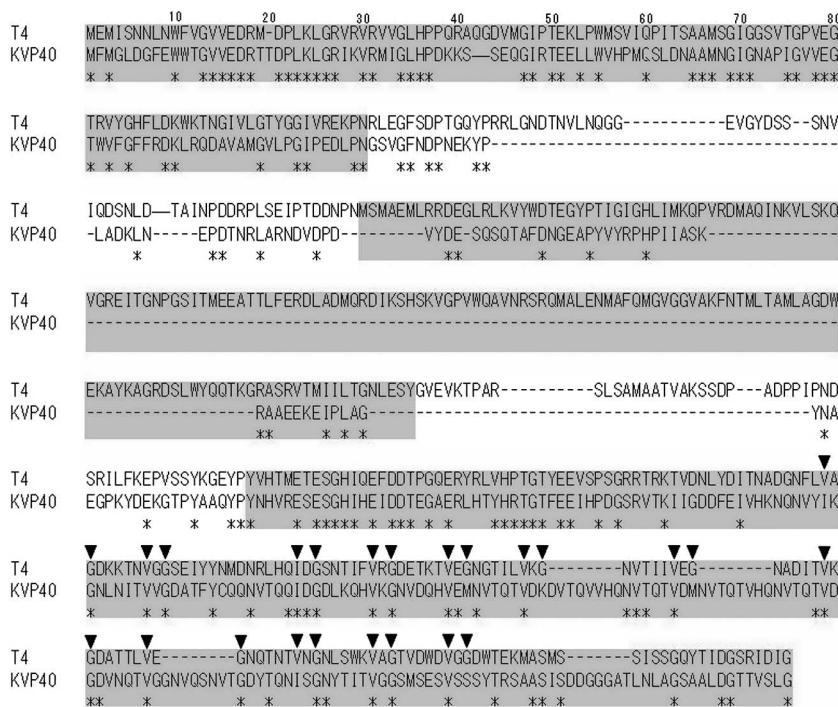 10 20 30 40 50 60 70 80
T4 MEMISNNLNWFVGVVEDRM-DPLKLGRVRVRVVGLHPPQRAQGDVMGIPTEKLPWMSVIQPITSAAMSGIGGSVTGPVEG
KVP40 MFMGLDGFEWWTGVVEDRTTDPLKLGRIKVRMIGLHPDKKS—SEQGIRTEELLWVHPMCSLDNAAMNGIGNAPIGVVEG
T4 TRVYGHFLDKWKTNGIVLGTYGGIVREKPNRLEGFSDPTGQYPRRLGNDTNVLNQGG-----------EVGYDSS--SNV
KVP40 TWVFGFFRDKLRQDAVAMGVLPGIPEDLPNGSVGFNDPNEKYP-------------------------------------
T4 IQDSNLD—TAINPDDRPLSEIPTDDNPNMSMAEMLRRDEGLRLKVYWDTEGYPTIGIGHLIMKQPVRDMAQINKVLSKQ
KVP40 -LADKLN-----EPDTNRLARNDVDPD-------VYDE-SQSQTAFDNGEAPYVYRPHPIIASK--------------
T4 VGREITGNPGSITMEEATTLFERDLADMQRDIKSHSKVGPVWQAVNRSRQMALENMAFQMGVGGVAKFNTMLTAMLAGDW
KVP40 --------------------------------------------------------------------------------
T4 EKAYKAGRDSLWYQQTKGRASRVTMIILTGNLESYGVEVKTPAR----------SLSAMAATVAKSSDP---ADPPIPND
KVP40 ------------------RAAEEKEIPLAG-----------------------------------------------YNA
T4 SRILFKEPVSSYKGEYPYVHTMETESGHIQEFDDTPGQERYRLVHPTGTYEEVSPSGRRTRKTVDNLYDITNADGNFLVA
KVP40 EGPKYDEKGTPYAAQYPYNHVRESESGHIHEIDDTEGAERLHTYHRTGTFEEIHPDGSRVTKIIGDDFEIVHKNQNVYIK
T4 GDKKTNVGGSEIYYNMDNRLHQIDGSNTIFVRGDETKTVEGNGTILVKG--------NVTIIVEG--------NADITVK
KVP40 GNLNITVVGDATFYCQQNVTQQIDGDLKQHVKGNVDQHVEMNVTQTVDKDVTQVVHQNVTQTVDMNVTQTVHQNVTQTVD
T4 GDATTLVE--------GNQTNTVNGNLSWKVAGTVDWDVGGDWTEKMASMS-------SISSGQYTIDGSRIDIG
KVP40 GDVNQTVGGNVQSNVTGDYTQNISGNYTITVGGSMSESVSSSYTRSAASISDDGGGATLNLAGSAALDGTTVSLG